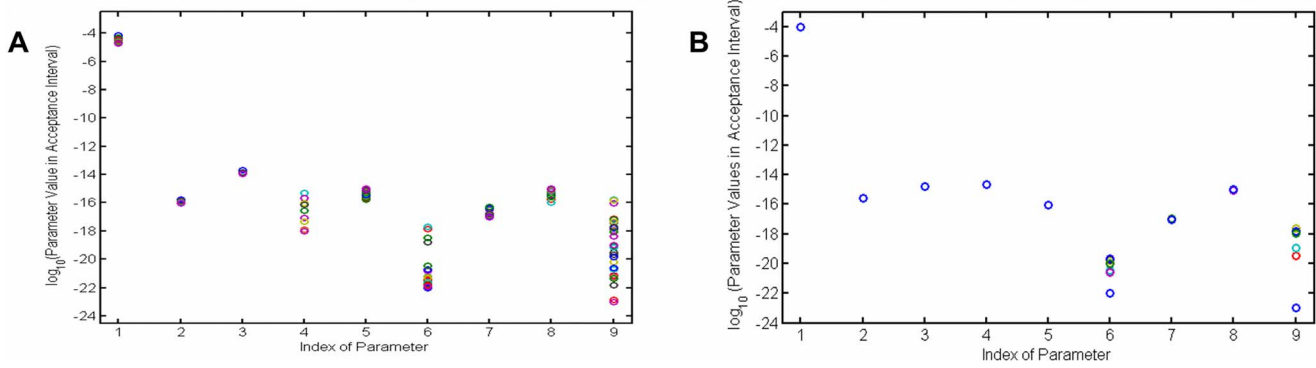 A
log10(Parameter Value in Acceptance Interval)
-4
-6
-8
-10
-12
-14
-16
-18
-20
-22
-24
1 2 3 4 5 6 7 8 9
Index of Parameter
B
log10 (Parameter Values in Acceptance Interval)
-4
-6
-8
-10
-12
-14
-16
-18
-20
-22
-24
1 2 3 4 5 6 7 8 9
Index of Parameter